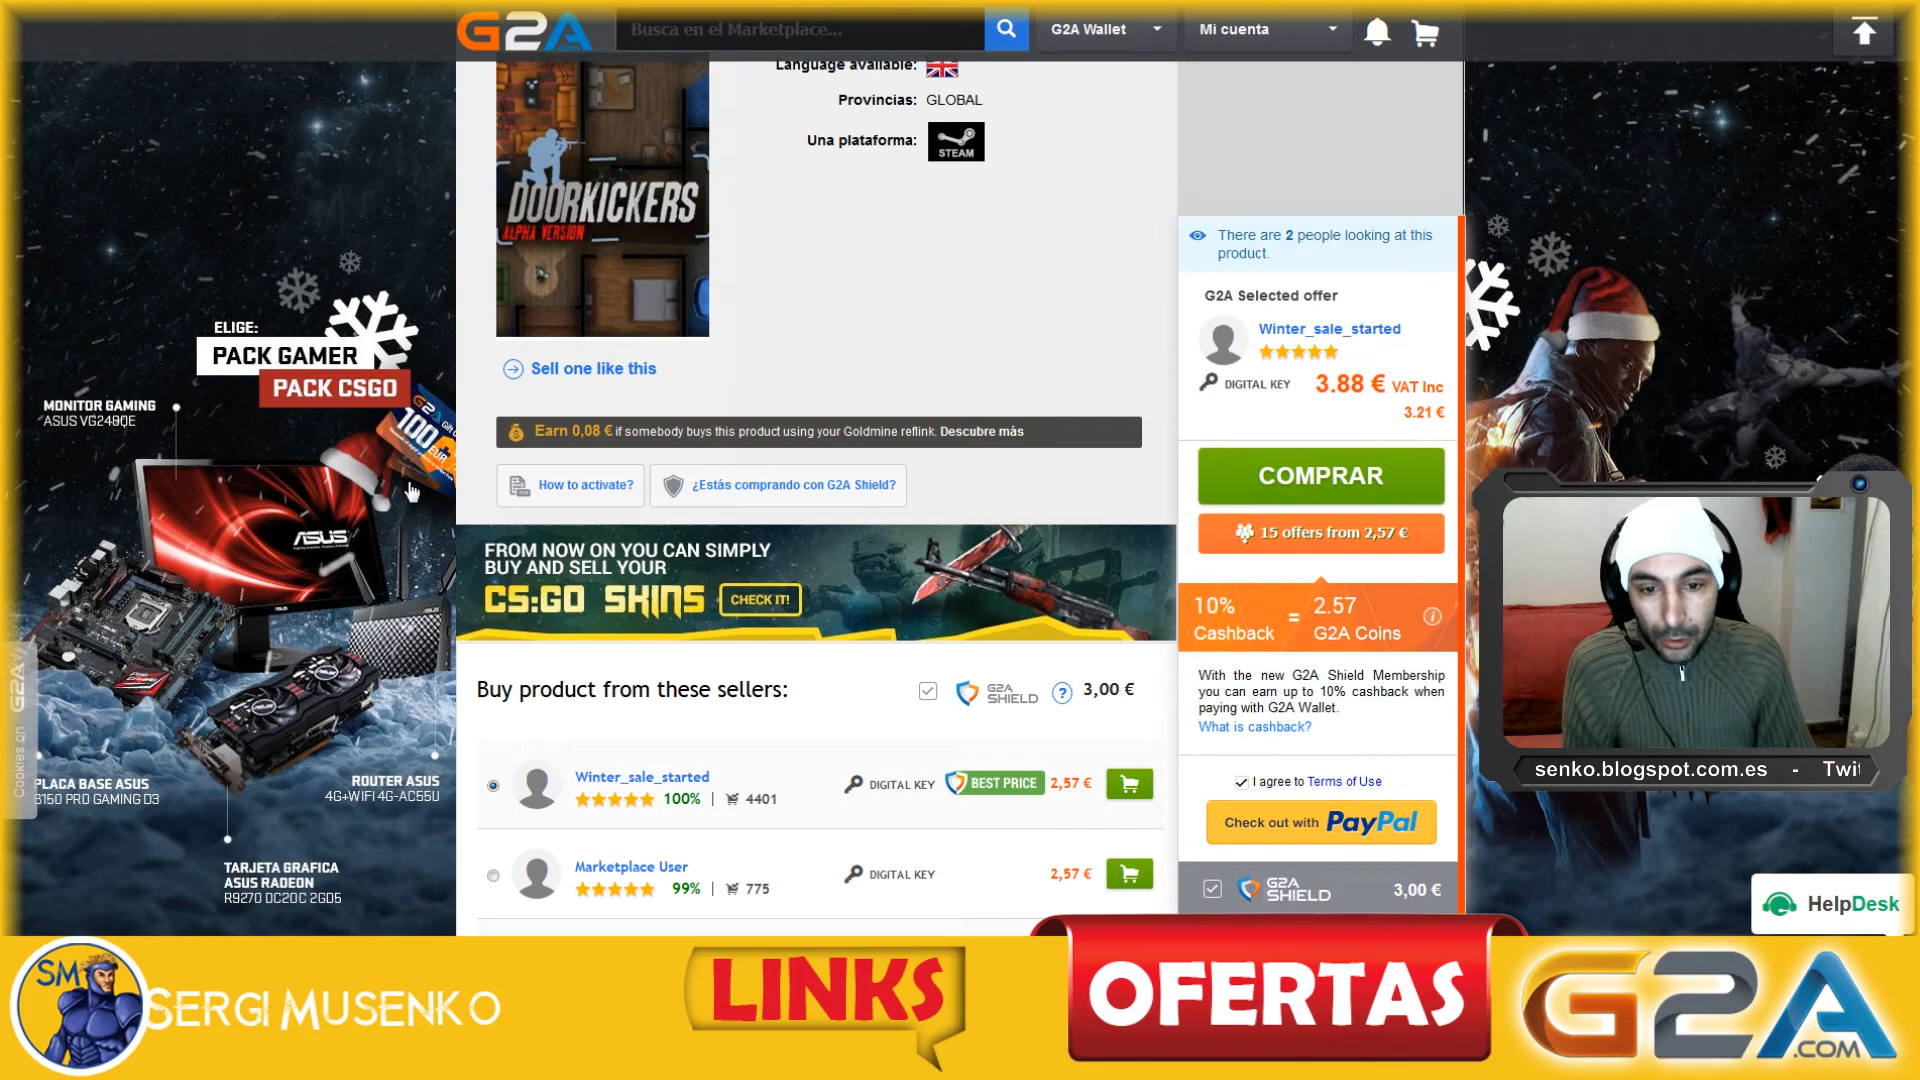 G2A.COM
Busca en el Marketplace...
G2A Wallet
Mi cuenta
Language available:
Provincias: GLOBAL
Una plataforma: STEAM
DOORKICKERS
ALPHA VERSION
Sell one like this
Earn 0,08 € if somebody buys this product using your Goldmine reflink. Descubre más
How to activate?
¿Estás comprando con G2A Shield?
FROM NOW ON YOU CAN SIMPLY
BUY AND SELL YOUR
CS:GO SKINS CHECK IT!
Buy product from these sellers:
G2A SHIELD ? 3,00 €
Winter_sale_started
100% | 4401
DIGITAL KEY BEST PRICE 2,57 €
Marketplace User
99% | 775
DIGITAL KEY 2,57 €
There are 2 people looking at this
product.
G2A Selected offer
Winter_sale_started
DIGITAL KEY 3.88 € VAT Inc
3.21 €
COMPRAR
15 offers from 2,57 €
10% Cashback = 2.57 G2A Coins
With the new G2A Shield Membership
you can earn up to 10% cashback when
paying with G2A Wallet.
What is cashback?
I agree to Terms of Use
Check out with PayPal
G2A SHIELD 3,00 €
ELIGE:
PACK GAMER
PACK CSGO
MONITOR GAMING
ASUS VG248QE
G2A
100
EUR
ASUS
ASUS
PLACA BASE ASUS
B150 PRO GAMING D3
ROUTER ASUS
4G+WIFI 4G-AC55U
TARJETA GRAFICA
ASUS RADEON
R9270 DC2OC 2GD5
Cookies on G2A
senko.blogspot.com.es - Twit
HelpDesk
SM
SERGI MUSENKO
LINKS
OFERTAS
G2A
.COM